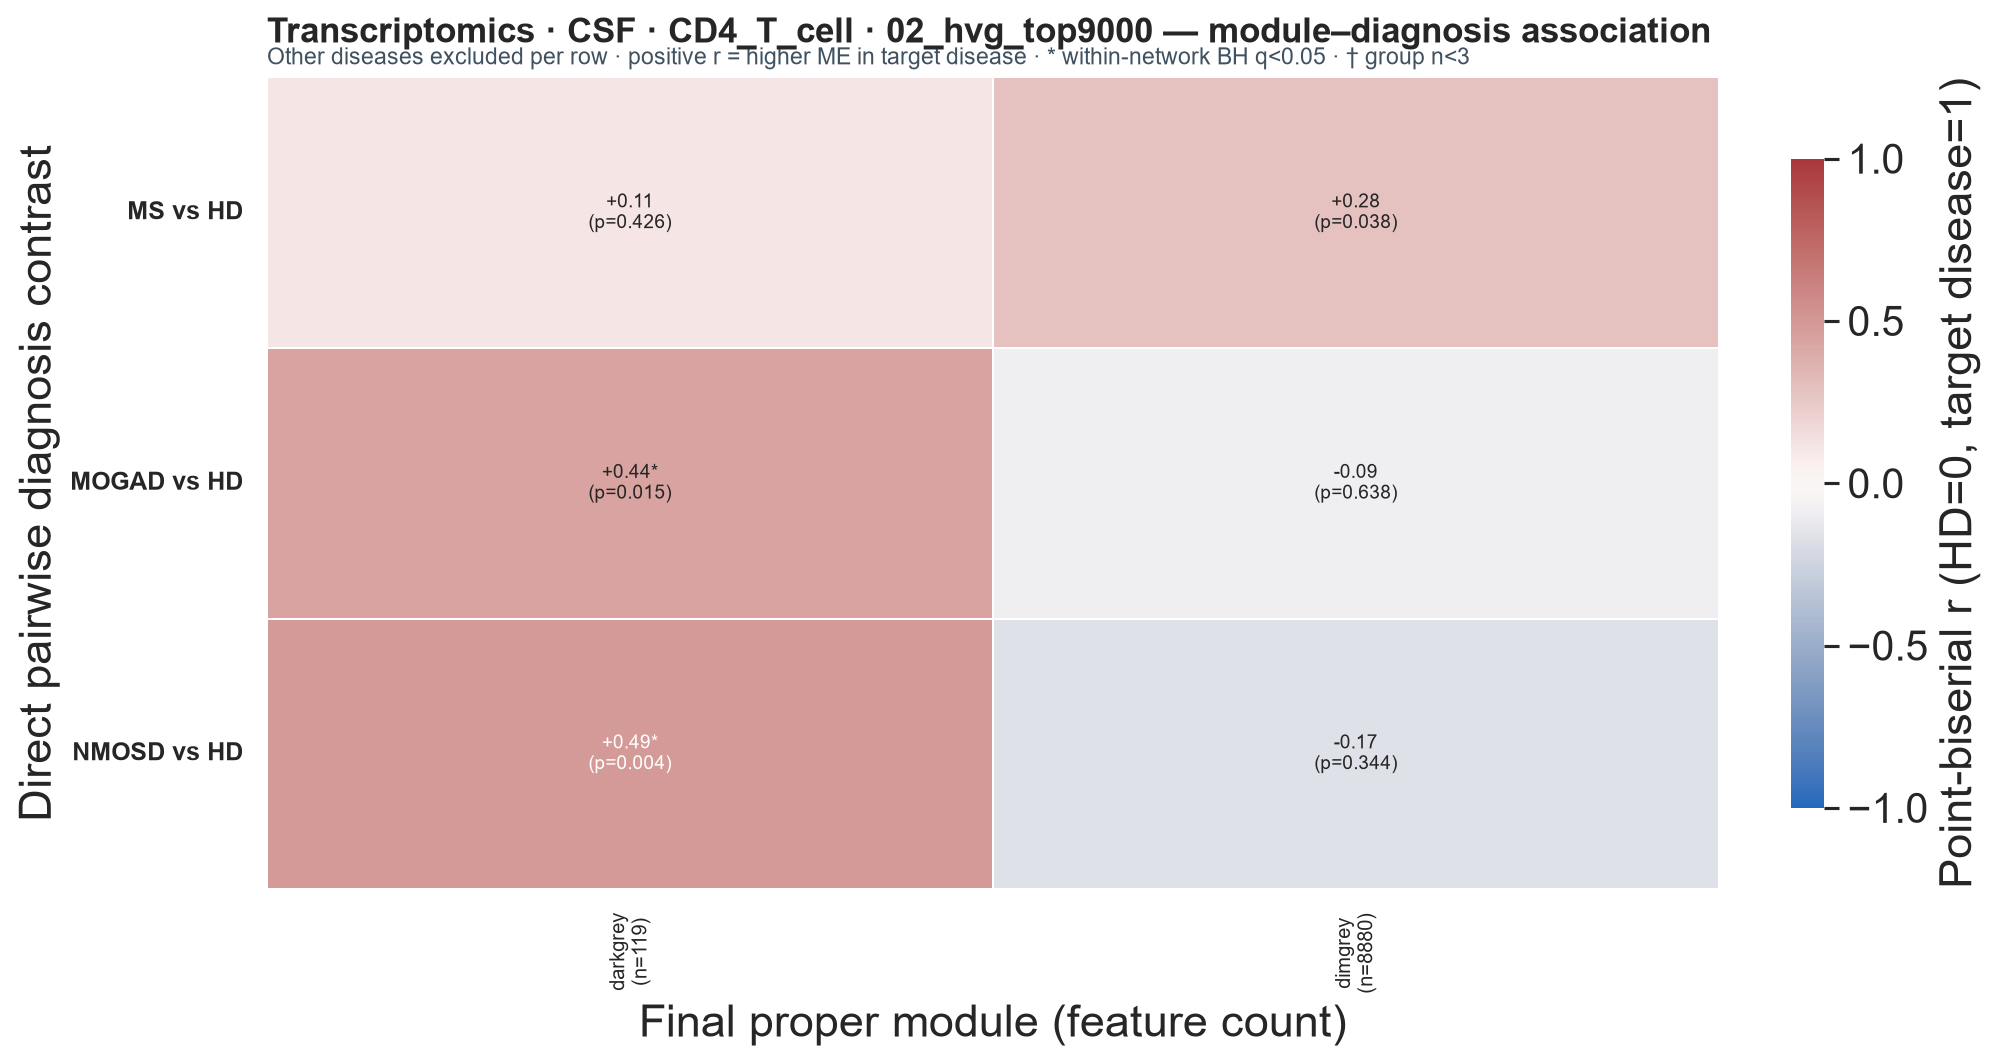 Transcriptomics · CSF · CD4_T_cell · 02_hvg_top9000 — module–diagnosis association
Other diseases excluded per row · positive r = higher ME in target disease · * within-network BH q<0.05 · † group n<3
Direct pairwise diagnosis contrast
MS vs HD
+0.11
(p=0.426)
+0.28
(p=0.038)
MOGAD vs HD
+0.44*
(p=0.015)
-0.09
(p=0.638)
NMOSD vs HD
+0.49*
(p=0.004)
-0.17
(p=0.344)
darkgrey
(n=119)
dimgrey
(n=8880)
Final proper module (feature count)
1.0
0.5
0.0
−0.5
−1.0
Point-biserial r (HD=0, target disease=1)